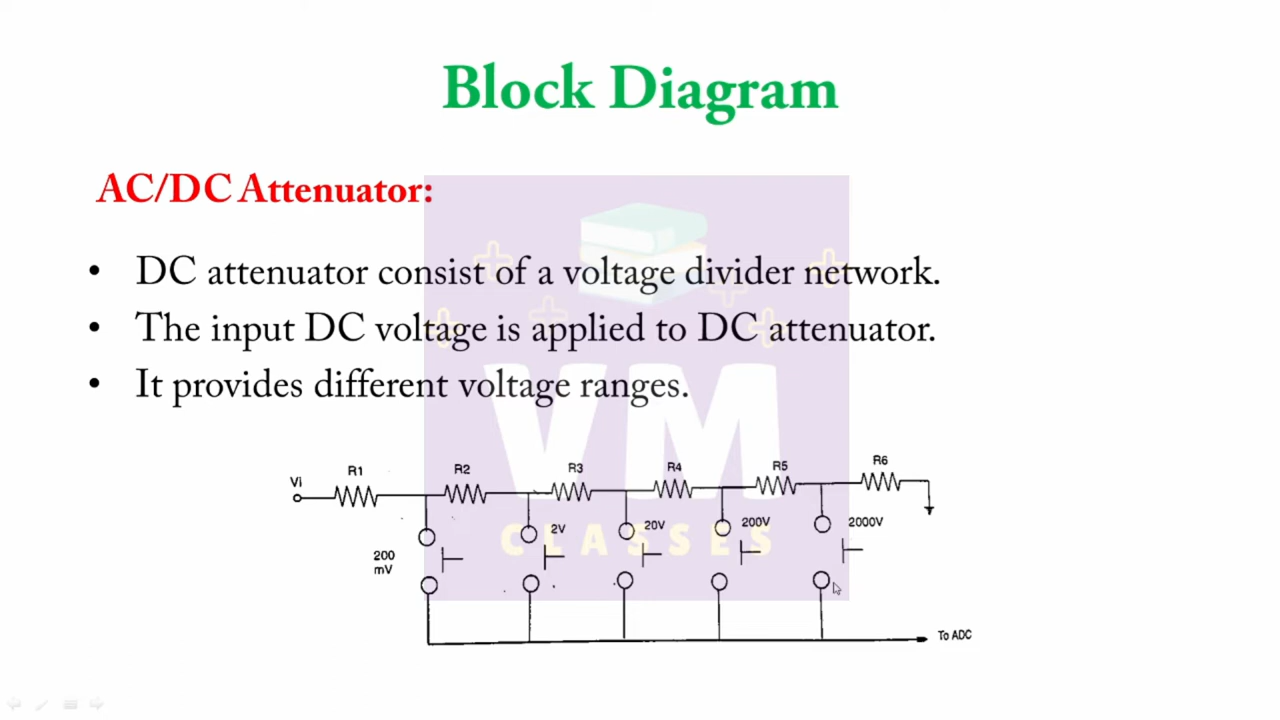 Block Diagram
AC/DC Attenuator:
• DC attenuator consist of a voltage divider network.
• The input DC voltage is applied to DC attenuator.
• It provides different voltage ranges.
VM
CLASSES
Vi R1 R2 R3 R4 R5 R6
200 mV 2V 20V 200V 2000V
To ADC